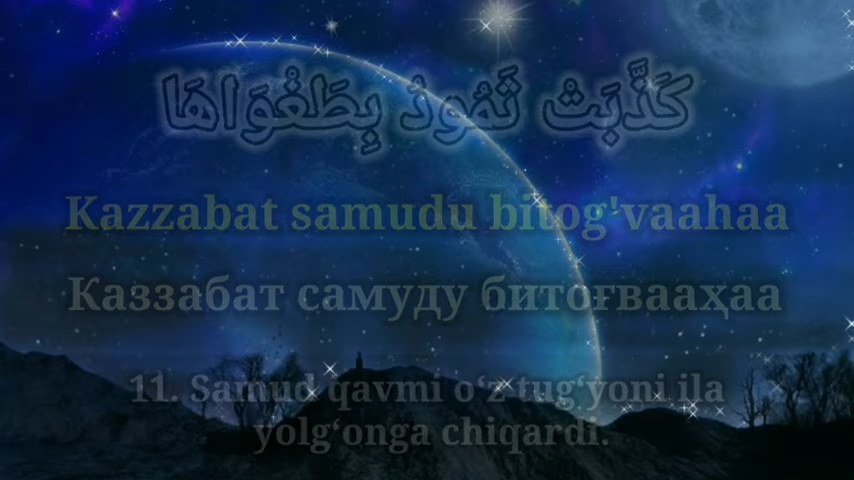 كَذَّبَتْ ثَمُودُ بِطَغْوَاهَا
Kazzabat samudu bitog'vaahaa
Каззабат самуду битоғвааҳаа
11. Samud qavmi o‘z tug‘yoni ila
yolg‘onga chiqardi.